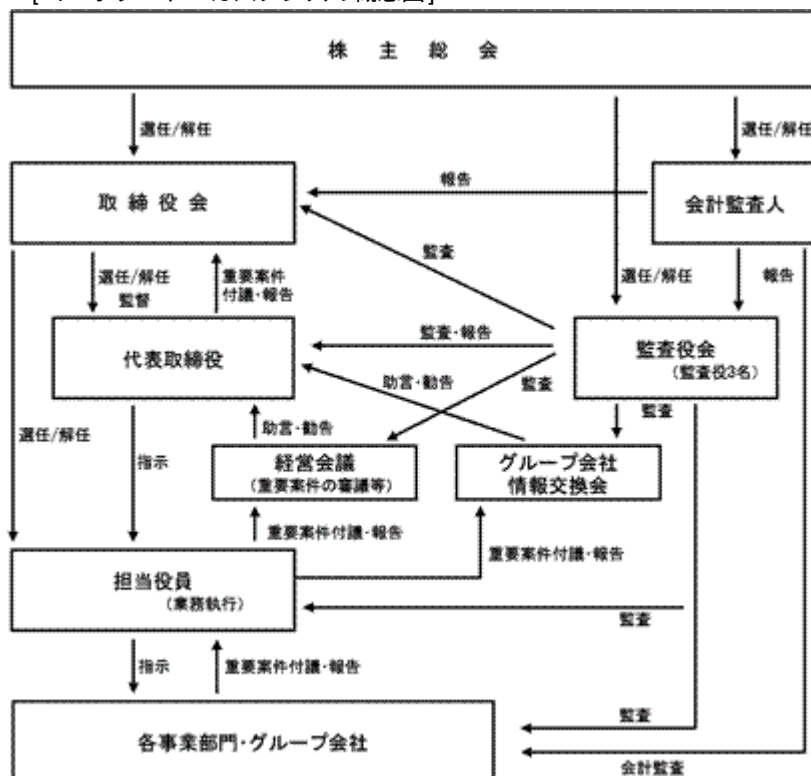 株 主 総 会
選任/解任
選任/解任
取 締 役 会
報告
会計監査人
監査
選任/解任
監督
重要案件
付議・報告
選任/解任
報告
代表取締役
監査・報告
監査役会
(監査役3名)
助言・勧告
監査
監査
選任/解任
助言・勧告
指示
経営会議
(重要案件の審議等)
グループ会社
情報交換会
重要案件付議・報告
重要案件付議・報告
担当役員
(業務執行)
監査
指示
重要案件付議・報告
監査
各事業部門・グループ会社
会計監査